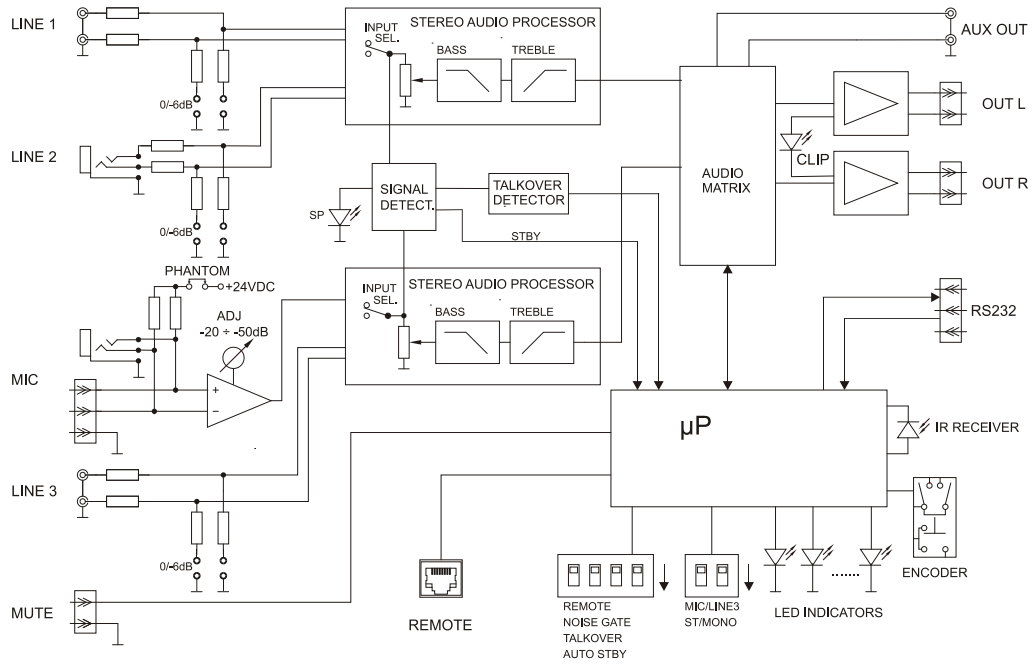 LINE 1
STEREO AUDIO PROCESSOR
INPUT
SEL.
BASS
TREBLE
AUX OUT
0/-6dB
OUT L
CLIP
LINE 2
AUDIO
MATRIX
OUT R
SIGNAL
DETECT.
TALKOVER
DETECTOR
SP
STBY
0/-6dB
PHANTOM
+24VDC
STEREO AUDIO PROCESSOR
INPUT
SEL.
BASS
TREBLE
RS232
ADJ
-20 ÷ -50dB
MIC
+
−
µP
IR RECEIVER
LINE 3
0/-6dB
ENCODER
MUTE
REMOTE
REMOTE
NOISE GATE
TALKOVER
AUTO STBY
MIC/LINE3
ST/MONO
LED INDICATORS